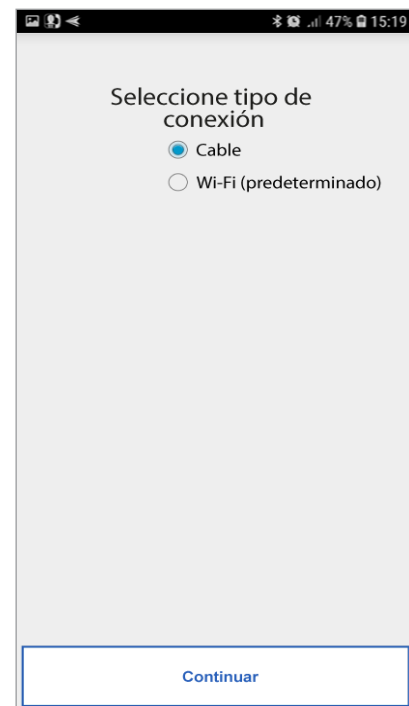 47% 15:19
Seleccione tipo de
conexión
Cable
Wi-Fi (predeterminado)
Continuar